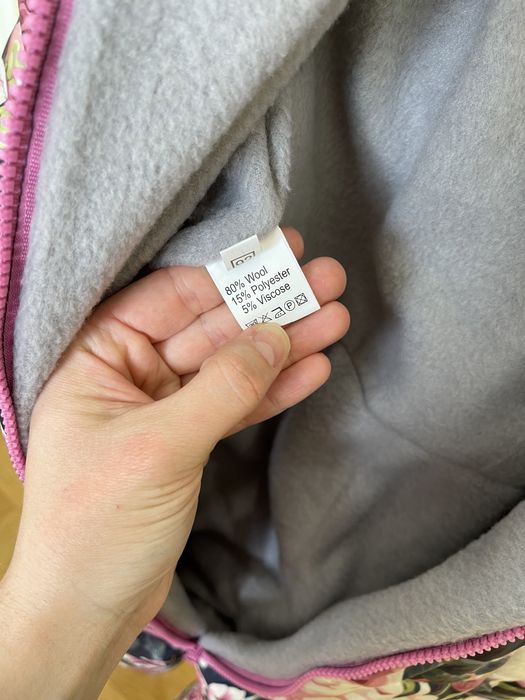 80% Wool
15% Polyester
5% Viscose
P